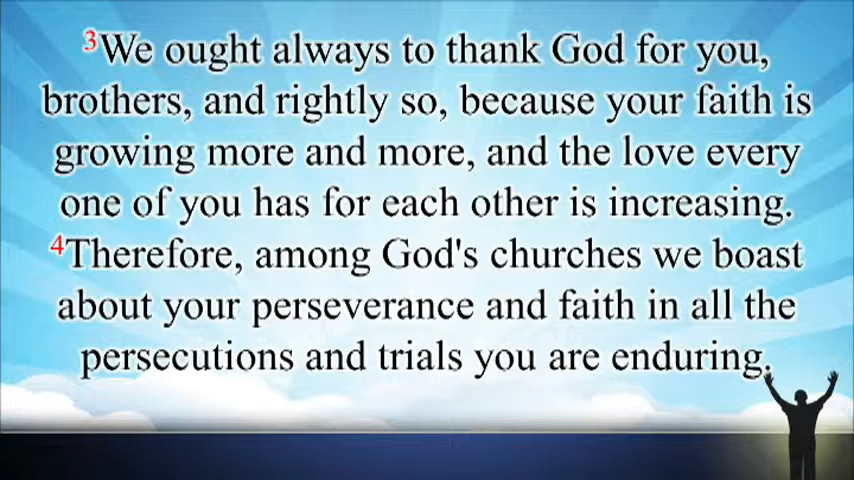 3We ought always to thank God for you,
brothers, and rightly so, because your faith is
growing more and more, and the love every
one of you has for each other is increasing.
4Therefore, among God's churches we boast
about your perseverance and faith in all the
persecutions and trials you are enduring.